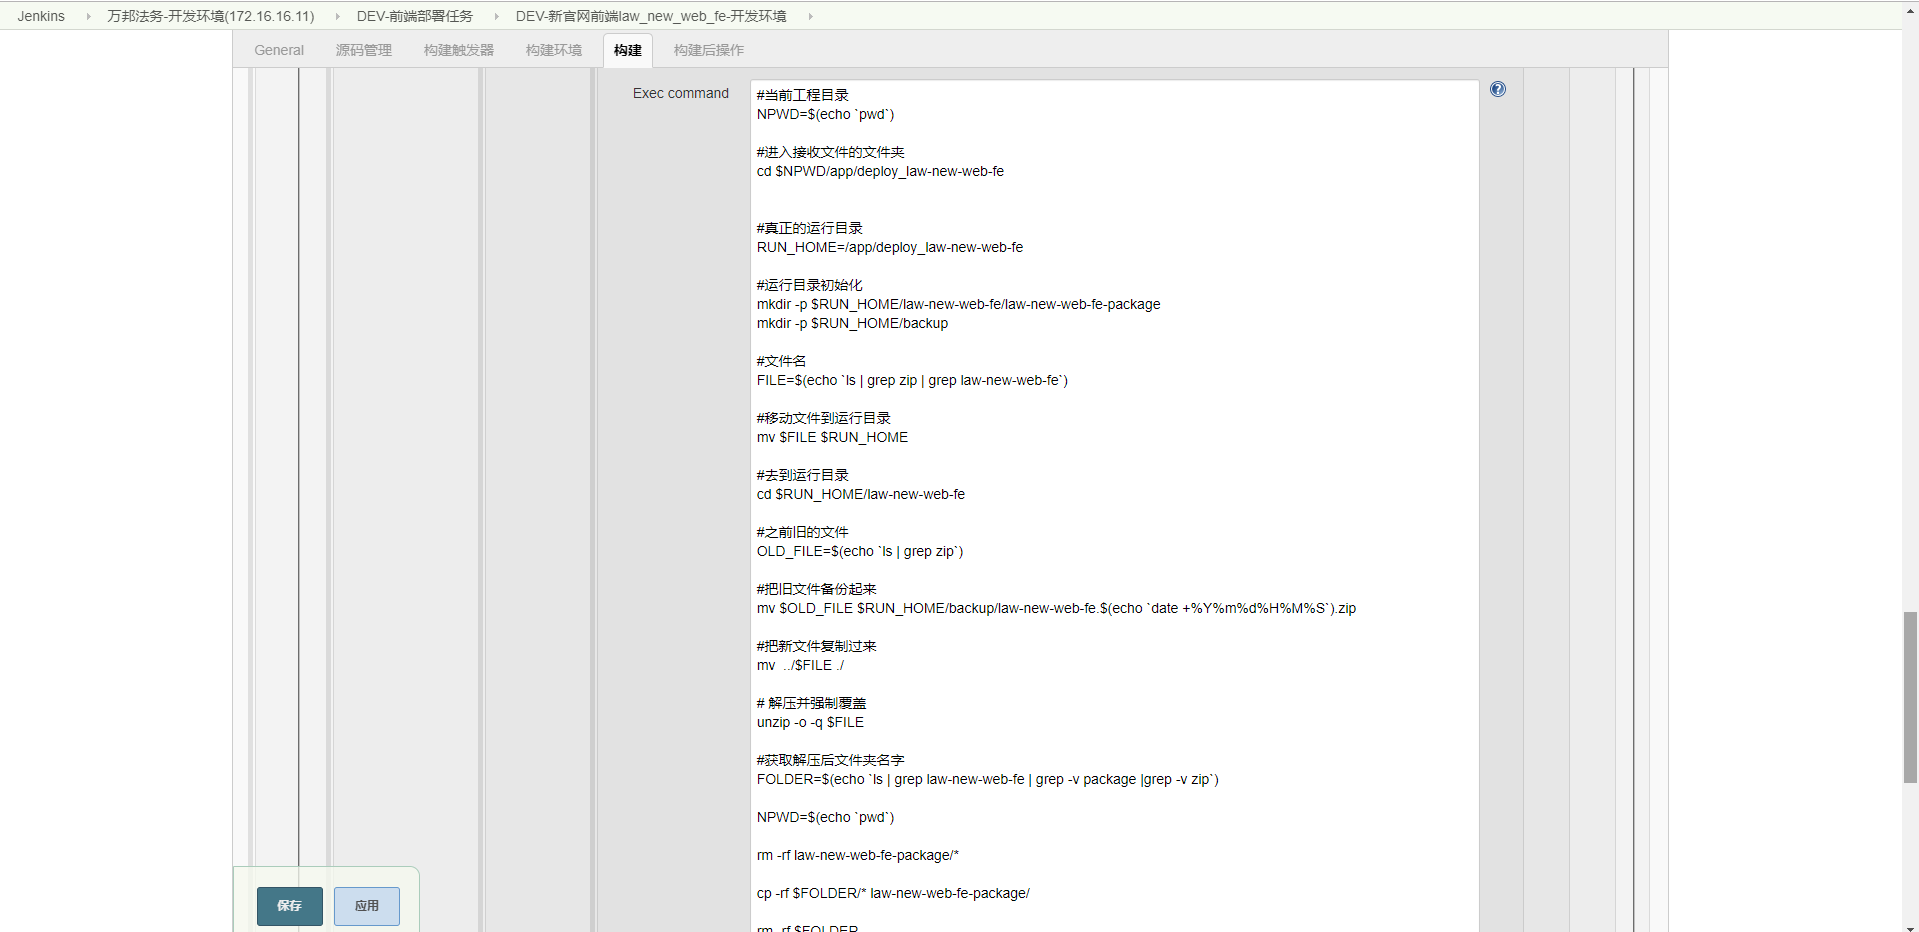 Jenkins 万邦法务-开发环境(172.16.16.11) DEV-前端部署任务 DEV-新官网前端law_new_web_fe-开发环境
General 源码管理 构建触发器 构建环境 构建 构建后操作
Exec command
#当前工程目录
NPWD=$(echo `pwd`)
#进入接收文件的文件夹
cd $NPWD/app/deploy_law-new-web-fe
#真正的运行目录
RUN_HOME=/app/deploy_law-new-web-fe
#运行目录初始化
mkdir -p $RUN_HOME/law-new-web-fe/law-new-web-fe-package
mkdir -p $RUN_HOME/backup
#文件名
FILE=$(echo `ls | grep zip | grep law-new-web-fe`)
#移动文件到运行目录
mv $FILE $RUN_HOME
#去到运行目录
cd $RUN_HOME/law-new-web-fe
#之前旧的文件
OLD_FILE=$(echo `ls | grep zip`)
#把旧文件备份起来
mv $OLD_FILE $RUN_HOME/backup/law-new-web-fe.$(echo `date +%Y%m%d%H%M%S`).zip
#把新文件复制过来
mv  ../$FILE ./
# 解压并强制覆盖
unzip -o -q $FILE
#获取解压后文件夹名字
FOLDER=$(echo `ls | grep law-new-web-fe | grep -v package |grep -v zip`)
NPWD=$(echo `pwd`)
rm -rf law-new-web-fe-package/*
cp -rf $FOLDER/* law-new-web-fe-package/
rm -rf $FOLDER
保存 应用